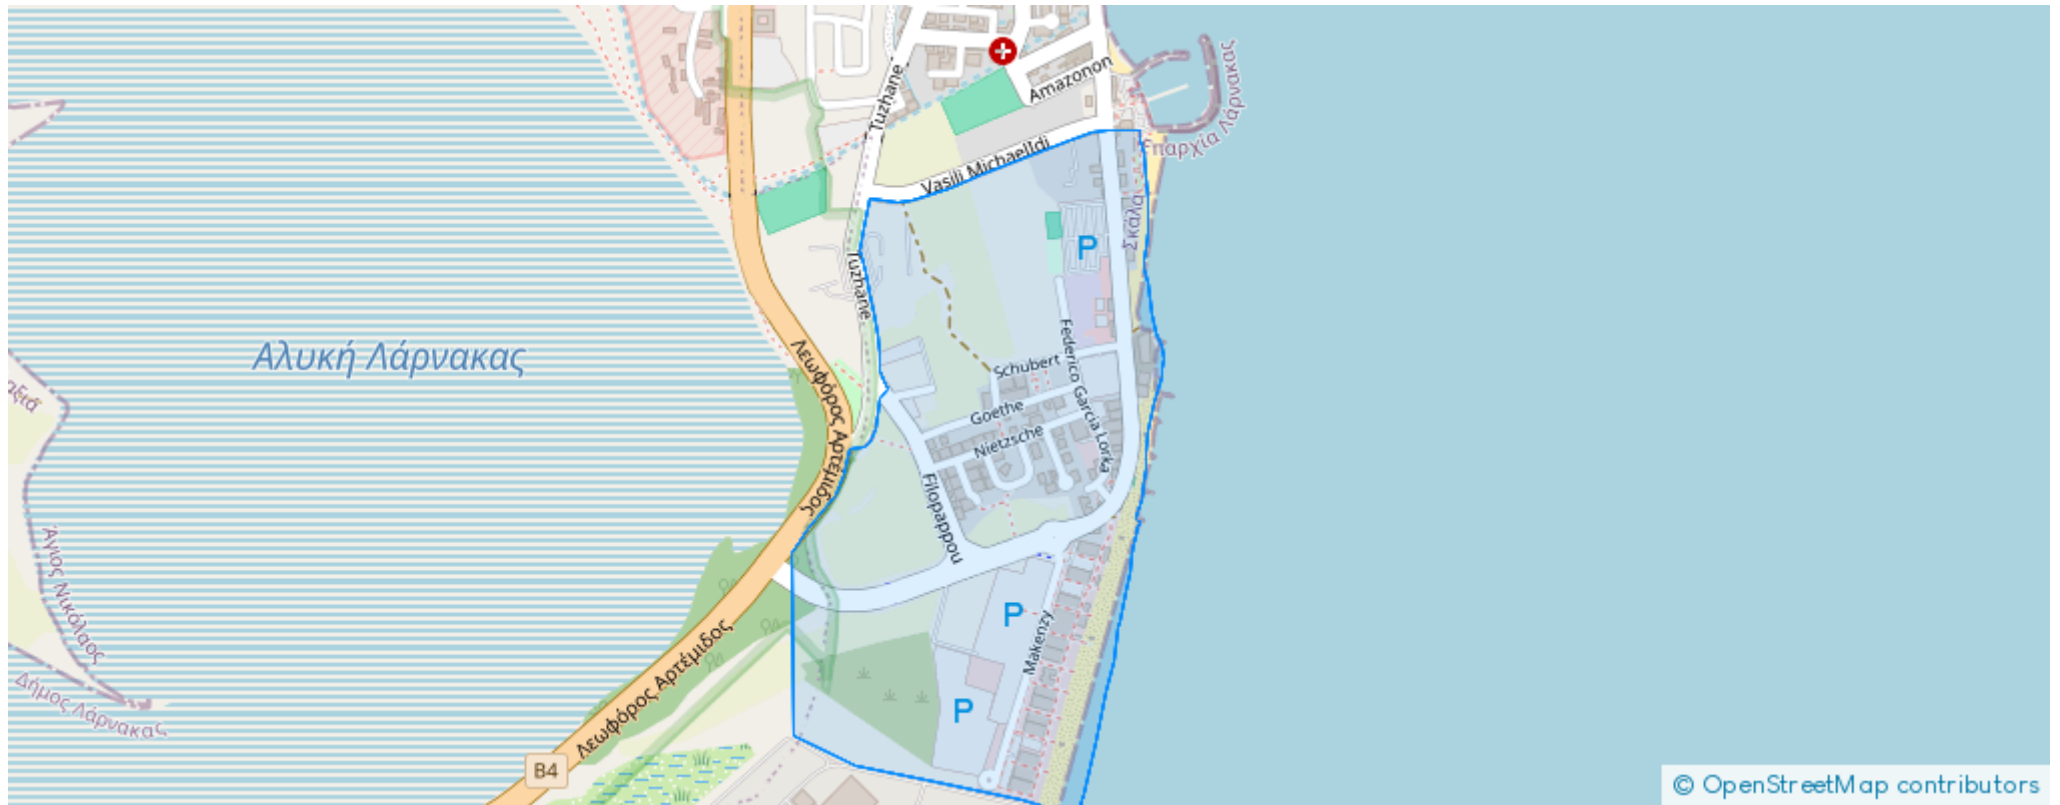 Επαρχία Λάρνακας
Tuzhane
Amazonon
Vasili Michaelldi
Σκάλα
P
Tuzhane
Αλυκή Λάρνακας
Λεωφόρος Αρτέμιδος
Schubert
Federico Garcia Lorka
Goethe
Nietzsche
Filopappou
Άγιος Νικόλαος
Δήμος Λάρνακας
P
Makenzy
Λεωφόρος Αρτέμιδος
P
B4
© OpenStreetMap contributors